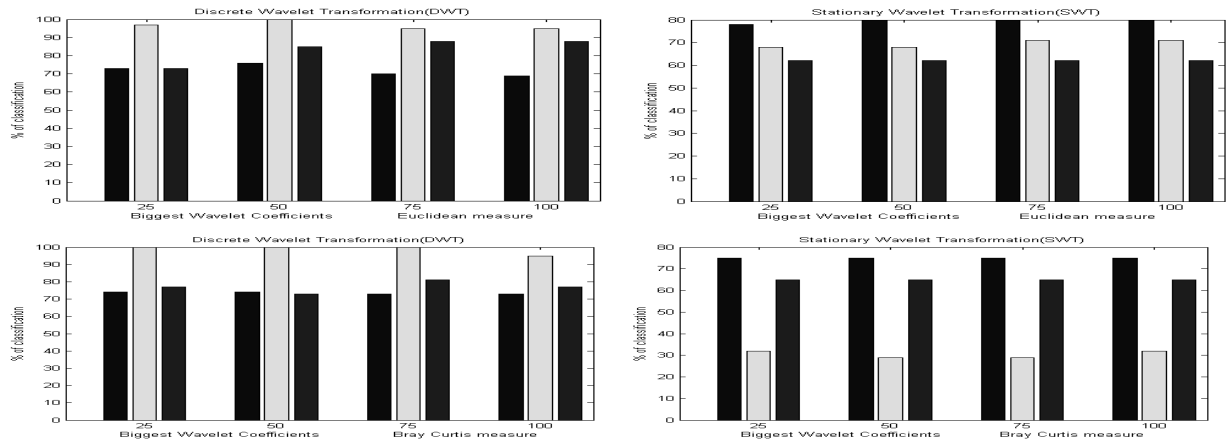 Discrete Wavelet Transformation(DWT)
100
90
80
70
60
50
40
30
20
10
0
% of classification
25 50 75 100
Biggest Wavelet Coefficients Euclidean measure
Stationary Wavelet Transformation(SWT)
80
70
60
50
40
30
20
10
0
% of classification
25 50 75 100
Biggest Wavelet Coefficients Euclidean measure
Discrete Wavelet Transformation(DWT)
100
90
80
70
60
50
40
30
20
10
0
% of classification
25 50 75 100
Biggest Wavelet Coefficients Bray Curtis measure
Stationary Wavelet Transformation(SWT)
80
70
60
50
40
30
20
10
0
% of classification
25 50 75 100
Biggest Wavelet Coefficients Bray Curtis measure